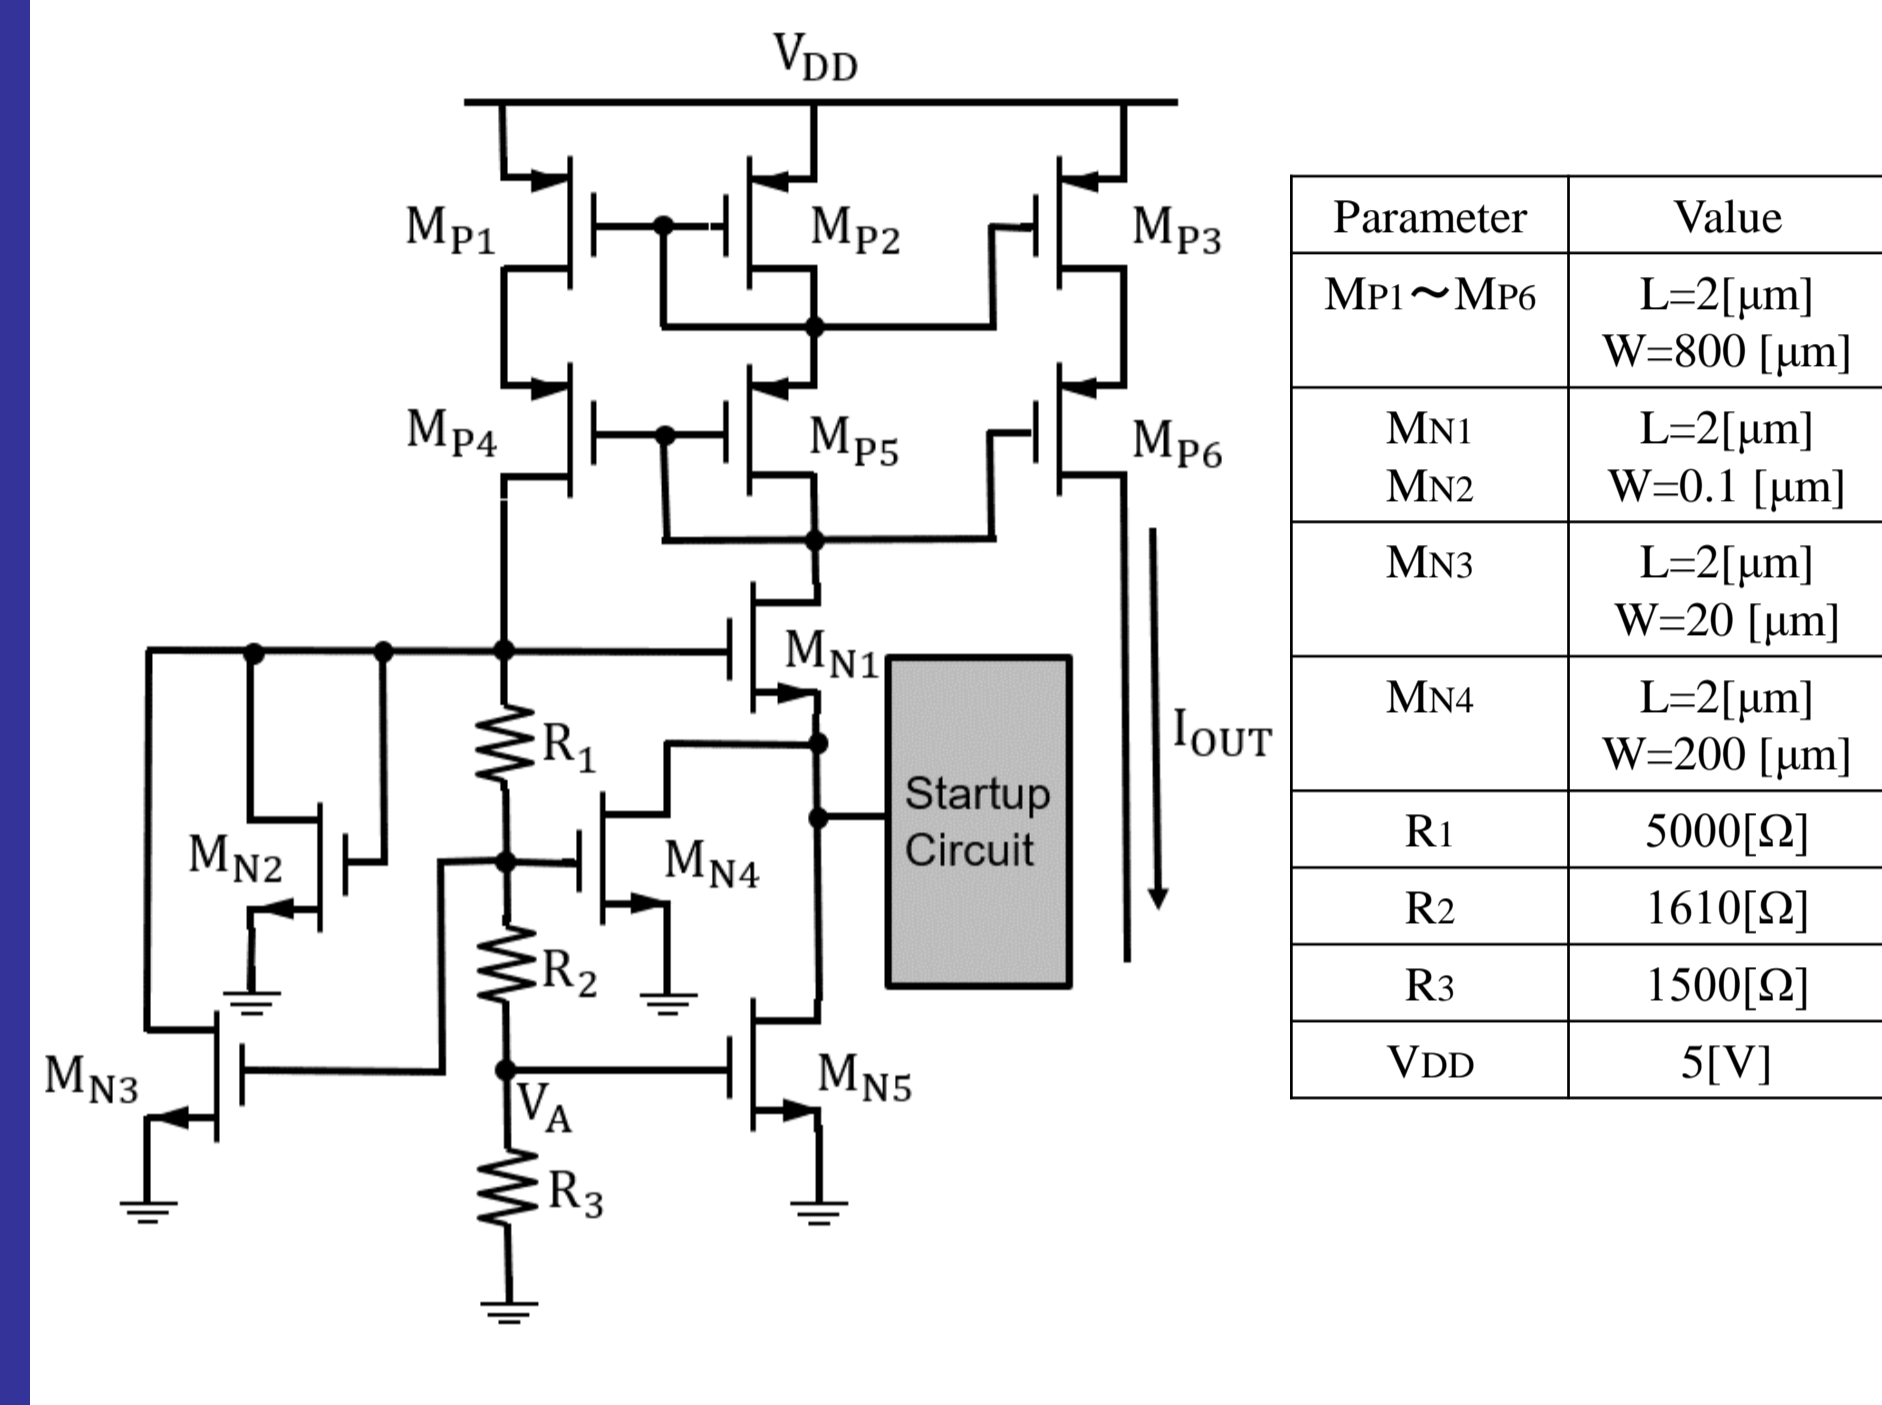 VDD
MP1
MP2
MP3
MP4
MP5
MP6
MN1
R1
IOUT
Startup
Circuit
MN2
MN4
R2
MN3
VA
MN5
R3
Parameter Value
MP1～MP6 L=2[μm]
W=800 [μm]
MN1 L=2[μm]
MN2 W=0.1 [μm]
MN3 L=2[μm]
W=20 [μm]
MN4 L=2[μm]
W=200 [μm]
R1 5000[Ω]
R2 1610[Ω]
R3 1500[Ω]
VDD 5[V]